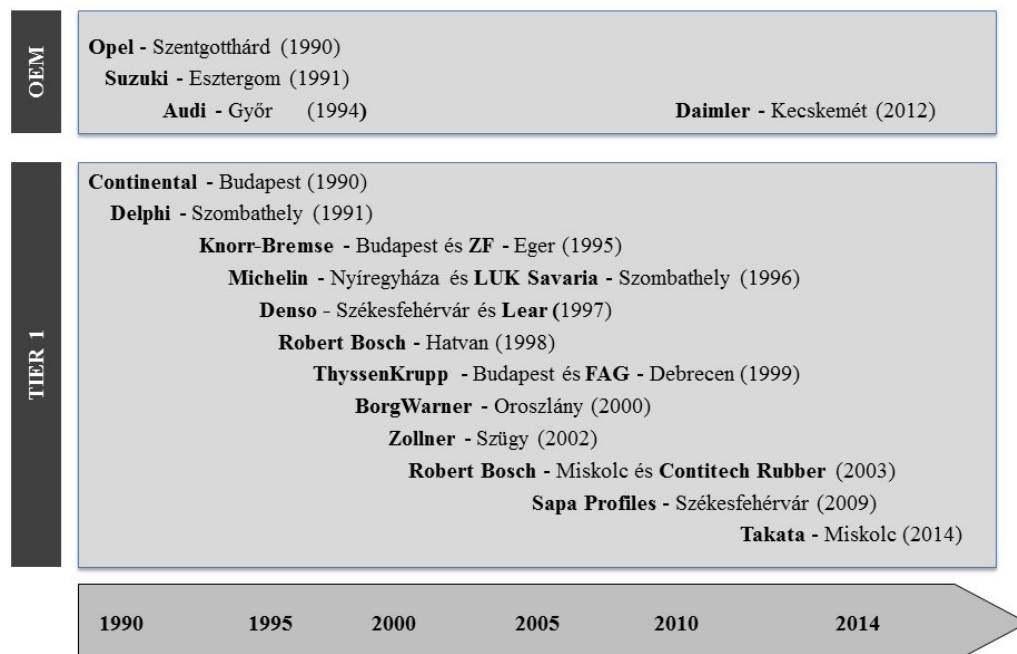 OEM
Opel - Szentgotthárd (1990)
Suzuki - Esztergom (1991)
Audi - Győr (1994)
Daimler - Kecskemét (2012)
TIER 1
Continental - Budapest (1990)
Delphi - Szombathely (1991)
Knorr-Bremse - Budapest és ZF - Eger (1995)
Michelin - Nyíregyháza és LUK Savaria - Szombathely (1996)
Denso - Székesfehérvár és Lear (1997)
Robert Bosch - Hatvan (1998)
ThyssenKrupp - Budapest és FAG - Debrecen (1999)
BorgWarner - Oroszlány (2000)
Zollner - Szügy (2002)
Robert Bosch - Miskolc és Contitech Rubber (2003)
Sapa Profiles - Székesfehérvár (2009)
Takata - Miskolc (2014)
1990 1995 2000 2005 2010 2014